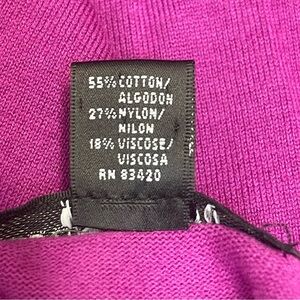 55% COTTON/
ALGODON
27% NYLON/
NILON
18% VISCOSE/
VISCOSA
RN 83420